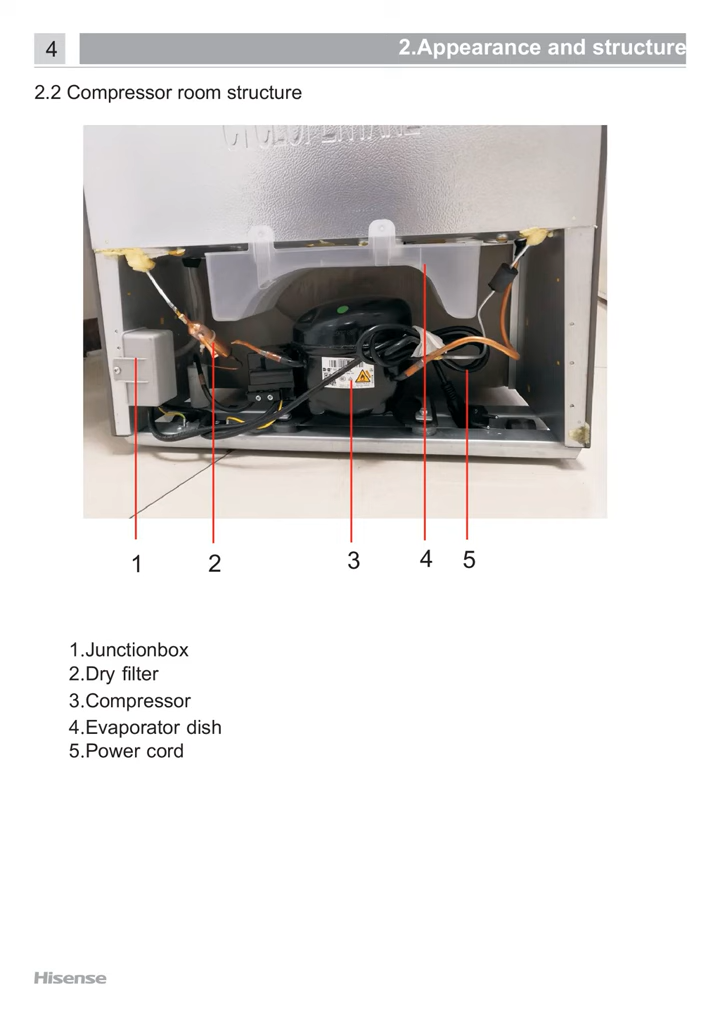 4
2.Appearance and structure
2.2 Compressor room structure
CYCLOPENTANE
1
2
3
4
5
1.Junctionbox
2.Dry filter
3.Compressor
4.Evaporator dish
5.Power cord
Hisense